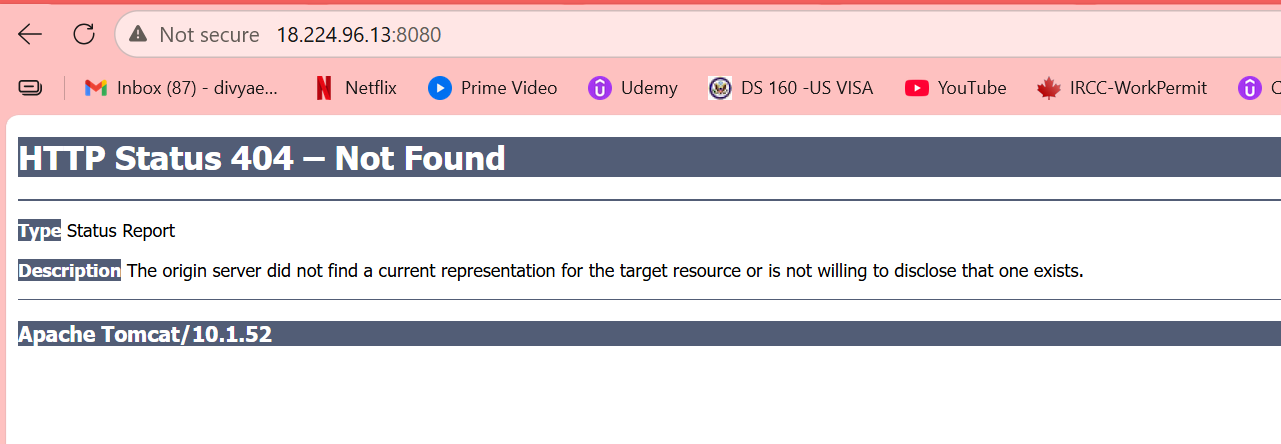 Not secure 18.224.96.13:8080
Inbox (87) - divyae... Netflix Prime Video Udemy DS 160 -US VISA YouTube IRCC-WorkPermit
HTTP Status 404 – Not Found
Type Status Report
Description The origin server did not find a current representation for the target resource or is not willing to disclose that one exists.
Apache Tomcat/10.1.52